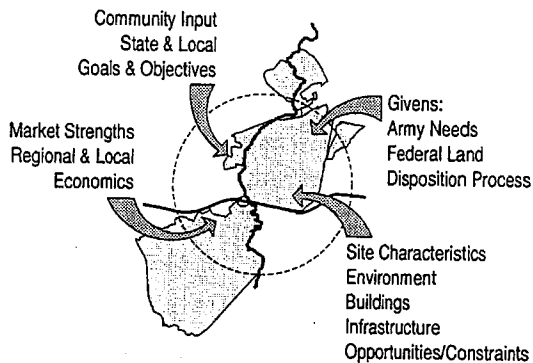 Community Input
State & Local
Goals & Objectives
Market Strengths
Regional & Local
Economics
Givens:
Army Needs
Federal Land
Disposition Process
Site Characteristics
Environment
Buildings
Infrastructure
Opportunities/Constraints